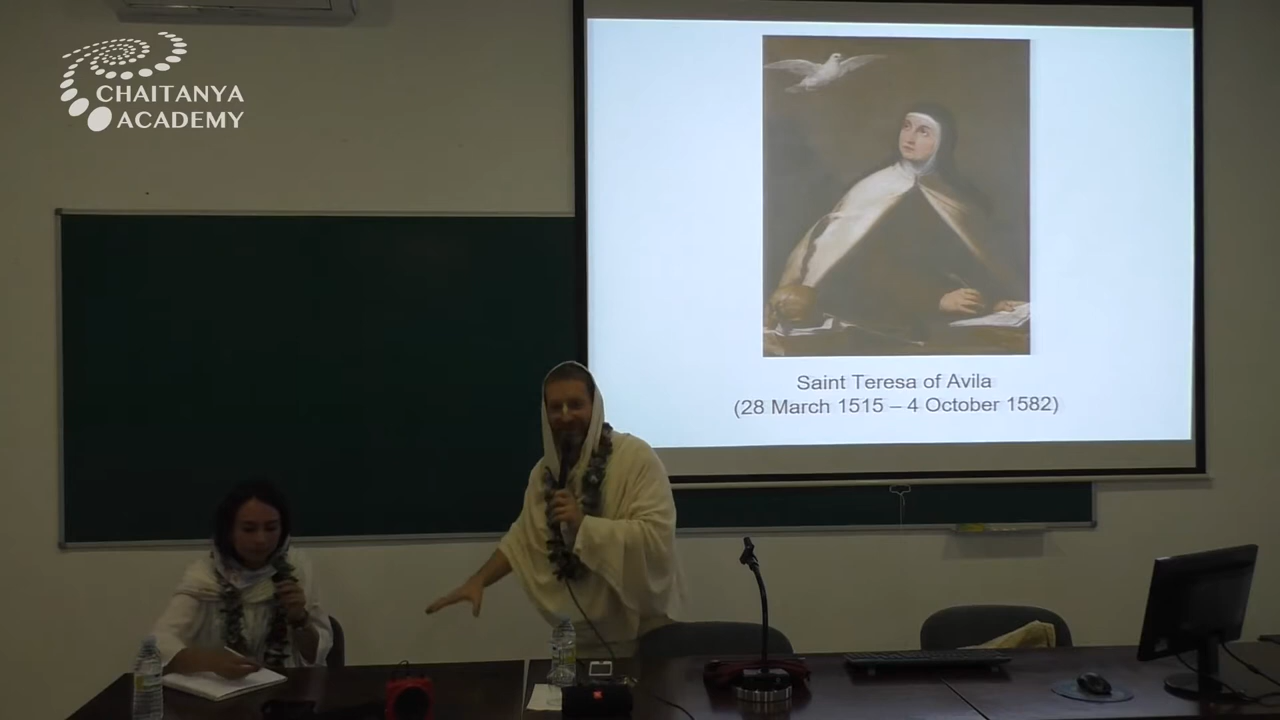 CHAITANYA
ACADEMY
Saint Teresa of Avila
(28 March 1515 – 4 October 1582)